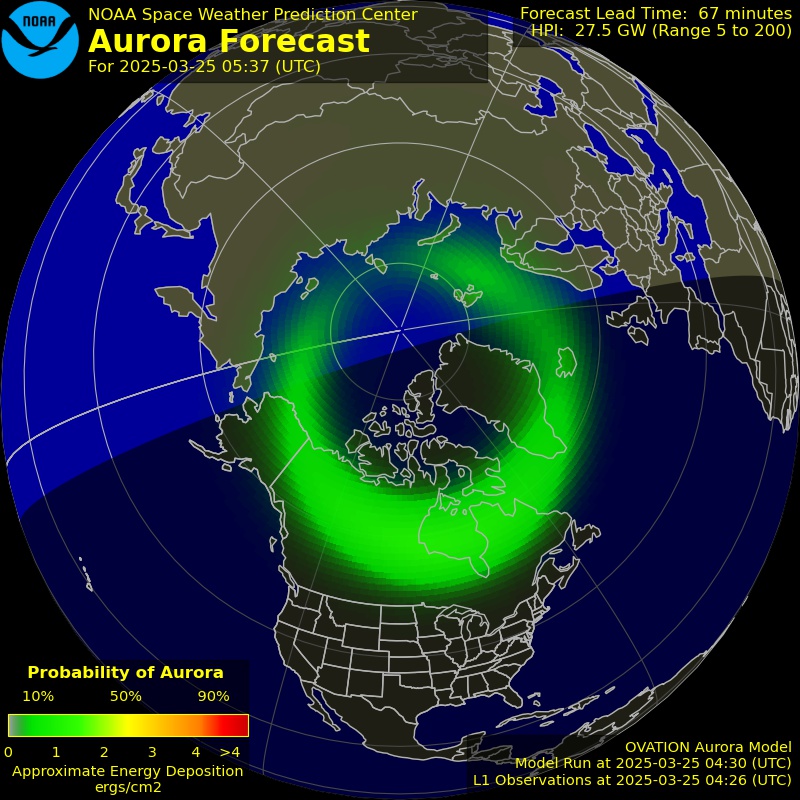 NOAA
NOAA Space Weather Prediction Center
Aurora Forecast
For 2025-03-25 05:37 (UTC)
Forecast Lead Time: 67 minutes
HPI: 27.5 GW (Range 5 to 200)
Probability of Aurora
10% 50% 90%
0 1 2 3 4 >4
Approximate Energy Deposition
ergs/cm2
OVATION Aurora Model
Model Run at 2025-03-25 04:30 (UTC)
L1 Observations at 2025-03-25 04:26 (UTC)